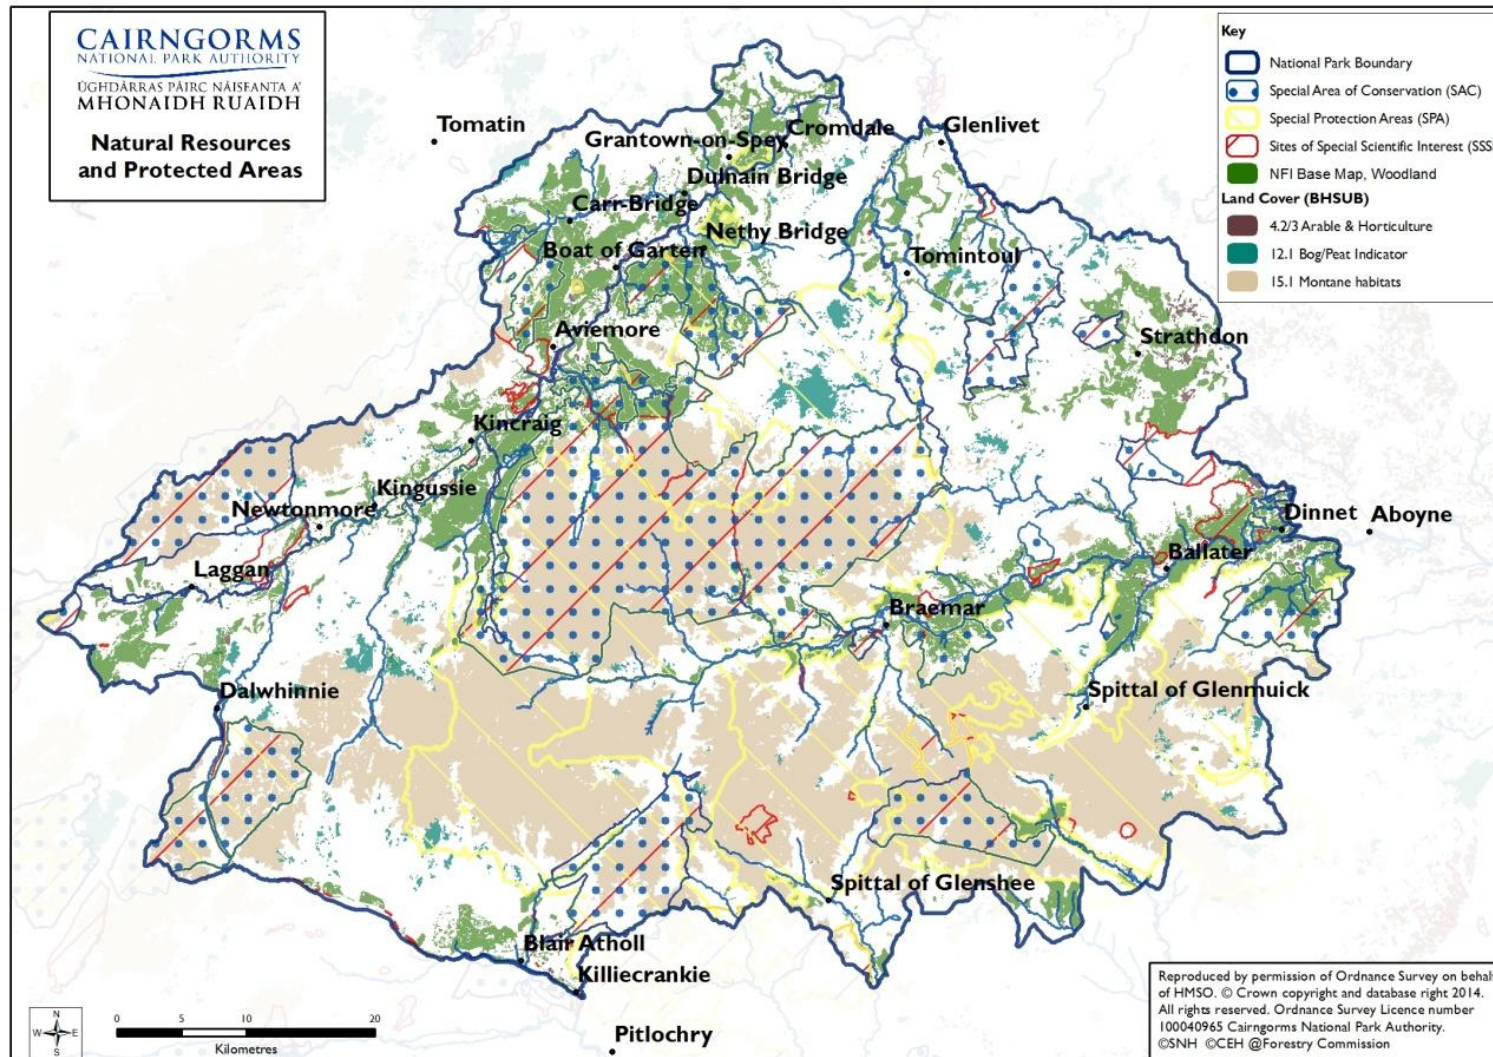 CAIRNGORMS
NATIONAL PARK AUTHORITY
ÙGHDARRAS PÀIRC NÀISEANTA A'
MHONAIDH RUAIDH
Natural Resources
and Protected Areas
Key
National Park Boundary
Special Area of Conservation (SAC)
Special Protection Areas (SPA)
Sites of Special Scientific Interest (SSSI
NFI Base Map, Woodland
Land Cover (BHSUB)
4.2/3 Arable & Horticulture
12.1 Bog/Peat Indicator
15.1 Montane habitats
Tomatin
Grantown-on-Spey
Cromdale
Glenlivet
Dulnain Bridge
Carr-Bridge
Nethy Bridge
Boat of Garten
Tomintoul
Aviemore
Strathdon
Kincraig
Kingussie
Newtonmore
Dinnet
Aboyne
Ballater
Laggan
Braemar
Dalwhinnie
Spittal of Glenmuick
Spittal of Glenshee
Blair Atholl
Killiecrankie
Pitlochry
N
W E
S
0 5 10 20
Kilometres
Reproduced by permission of Ordnance Survey on behalf
of HMSO. © Crown copyright and database right 2014.
All rights reserved. Ordnance Survey Licence number
100040965 Cairngorms National Park Authority.
©SNH ©CEH @Forestry Commission